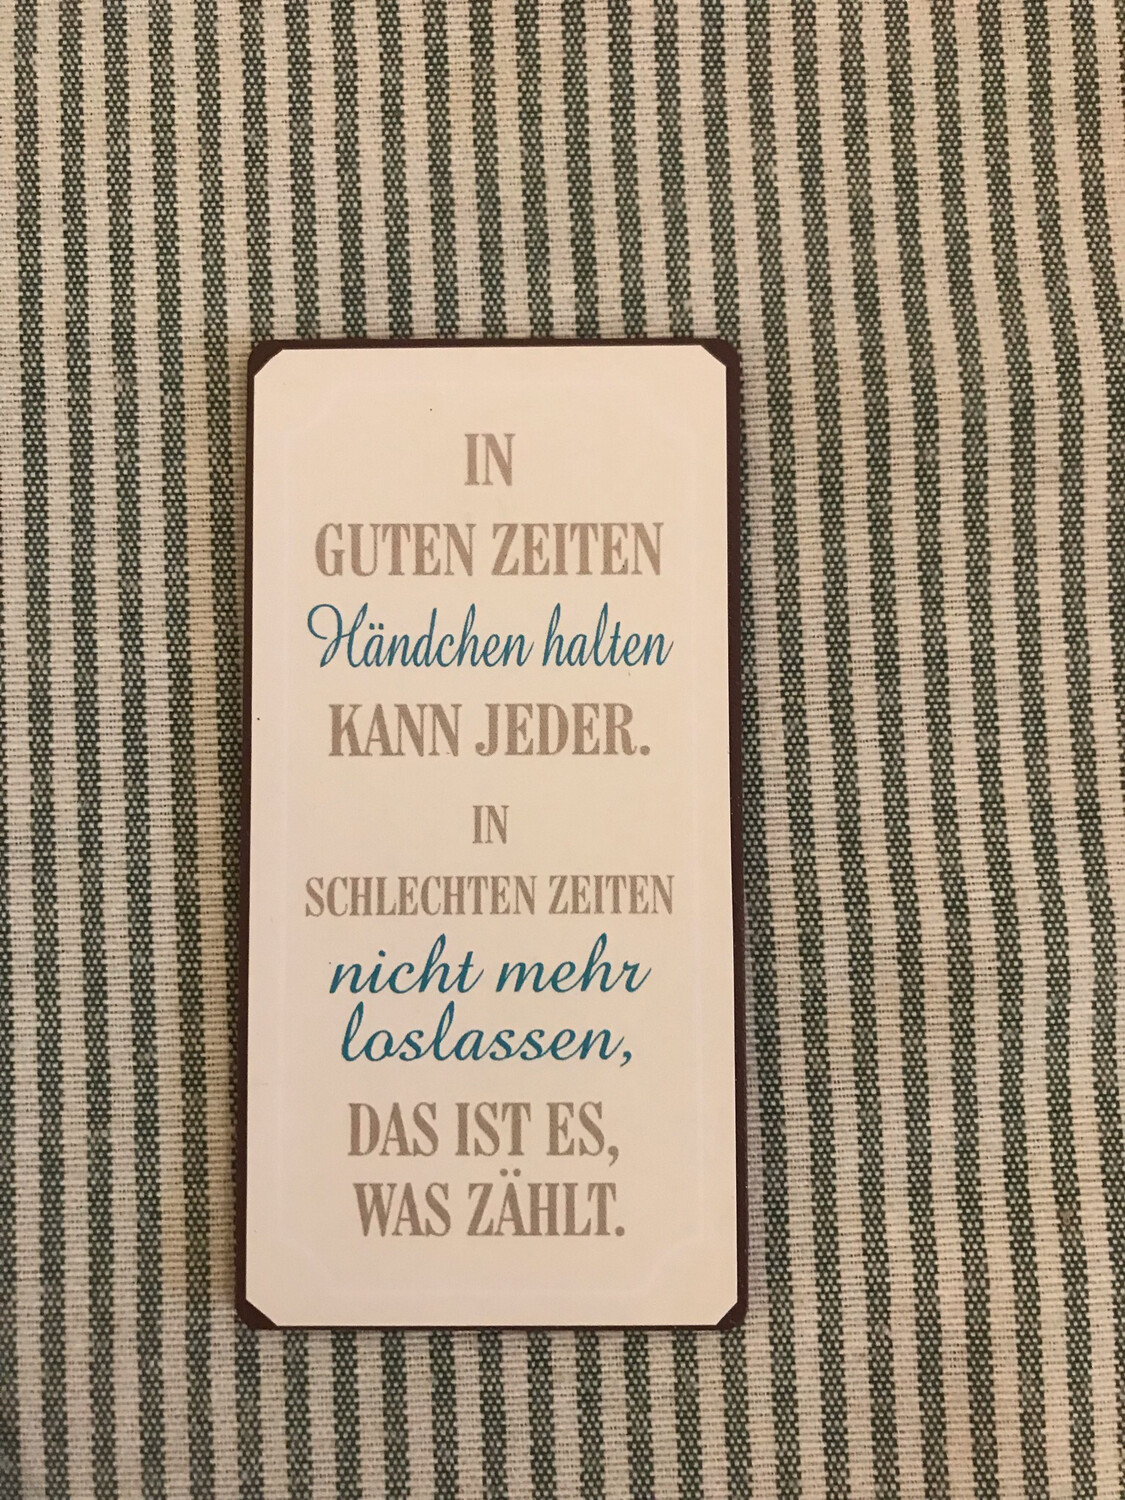 IN
GUTEN ZEITEN
Händchen halten
KANN JEDER.
IN
SCHLECHTEN ZEITEN
nicht mehr
loslassen,
DAS IST ES,
WAS ZÄHLT.